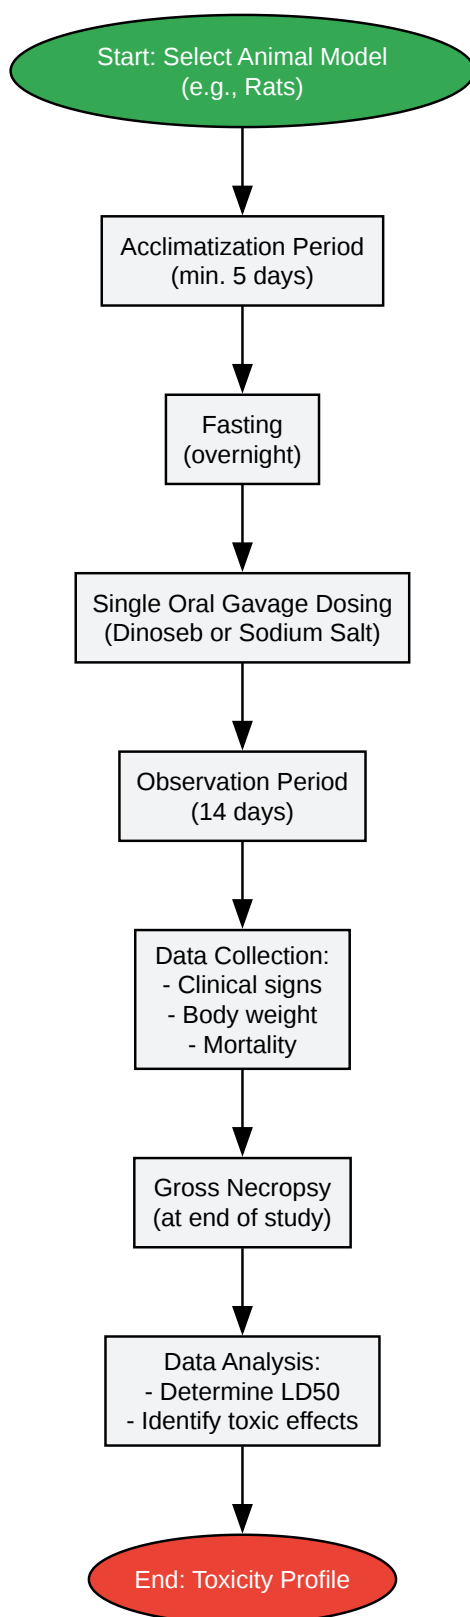 Start: Select Animal Model
(e.g., Rats)
Acclimatization Period
(min. 5 days)
Fasting
(overnight)
Single Oral Gavage Dosing
(Dinoseb or Sodium Salt)
Observation Period
(14 days)
Data Collection:
- Clinical signs
- Body weight
- Mortality
Gross Necropsy
(at end of study)
Data Analysis:
- Determine LD50
- Identify toxic effects
End: Toxicity Profile